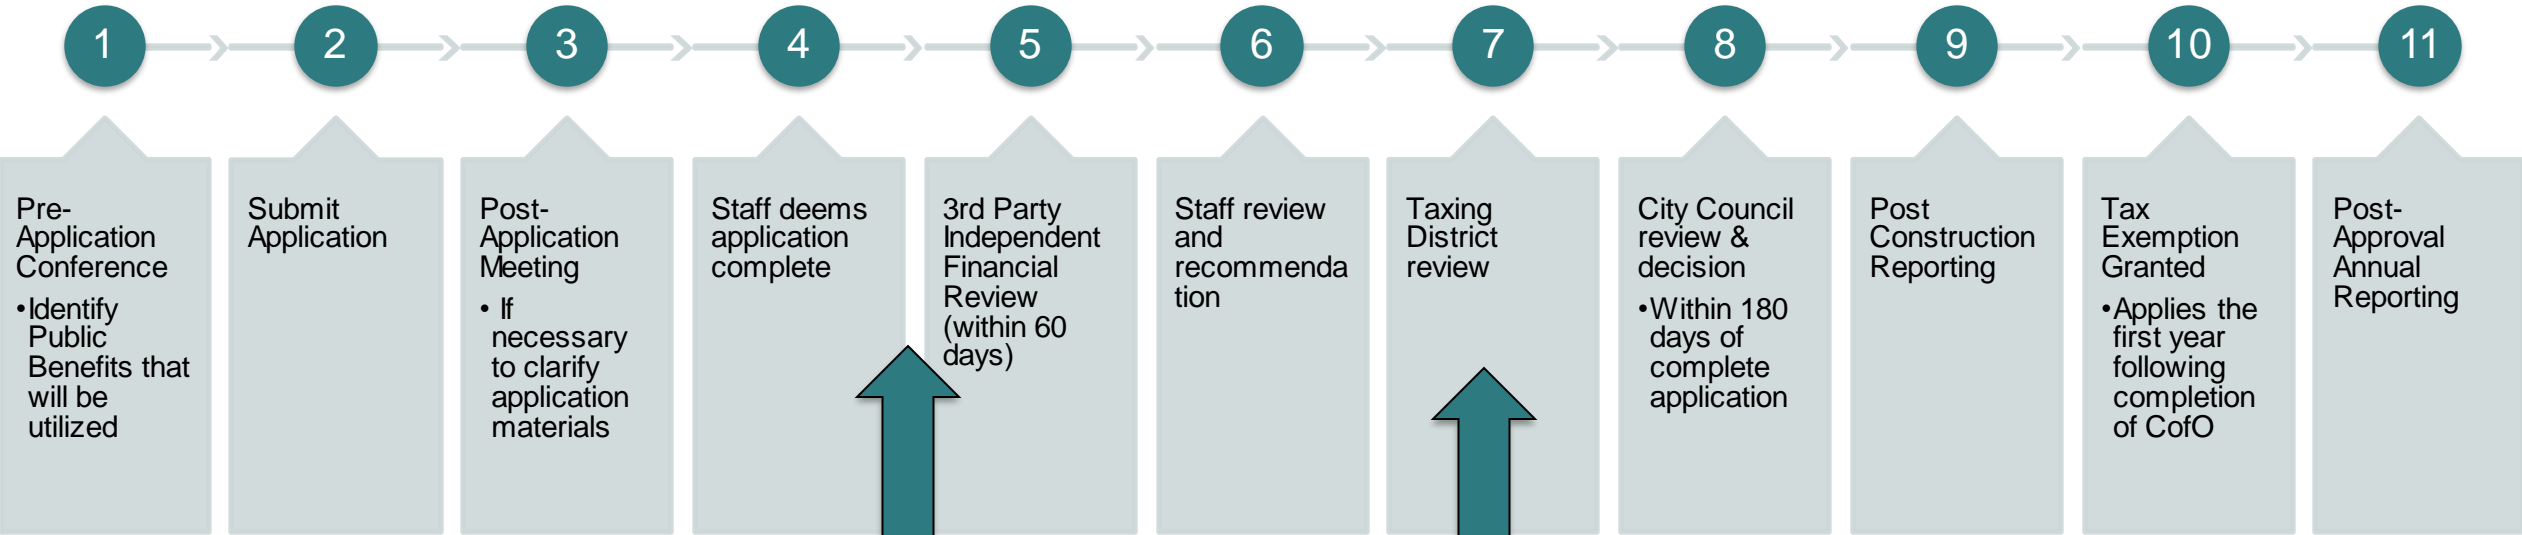 1
2
3
4
5
6
7
8
9
10
11
Pre-
Application
Conference
•Identify
Public
Benefits that
will be
utilized
Submit
Application
Post-
Application
Meeting
• If
necessary
to clarify
application
materials
Staff deems
application
complete
3rd Party
Independent
Financial
Review
(within 60
days)
Staff review
and
recommenda
tion
Taxing
District
review
City Council
review &
decision
•Within 180
days of
complete
application
Post
Construction
Reporting
Tax
Exemption
Granted
•Applies the
first year
following
completion
of CofO
Post-
Approval
Annual
Reporting